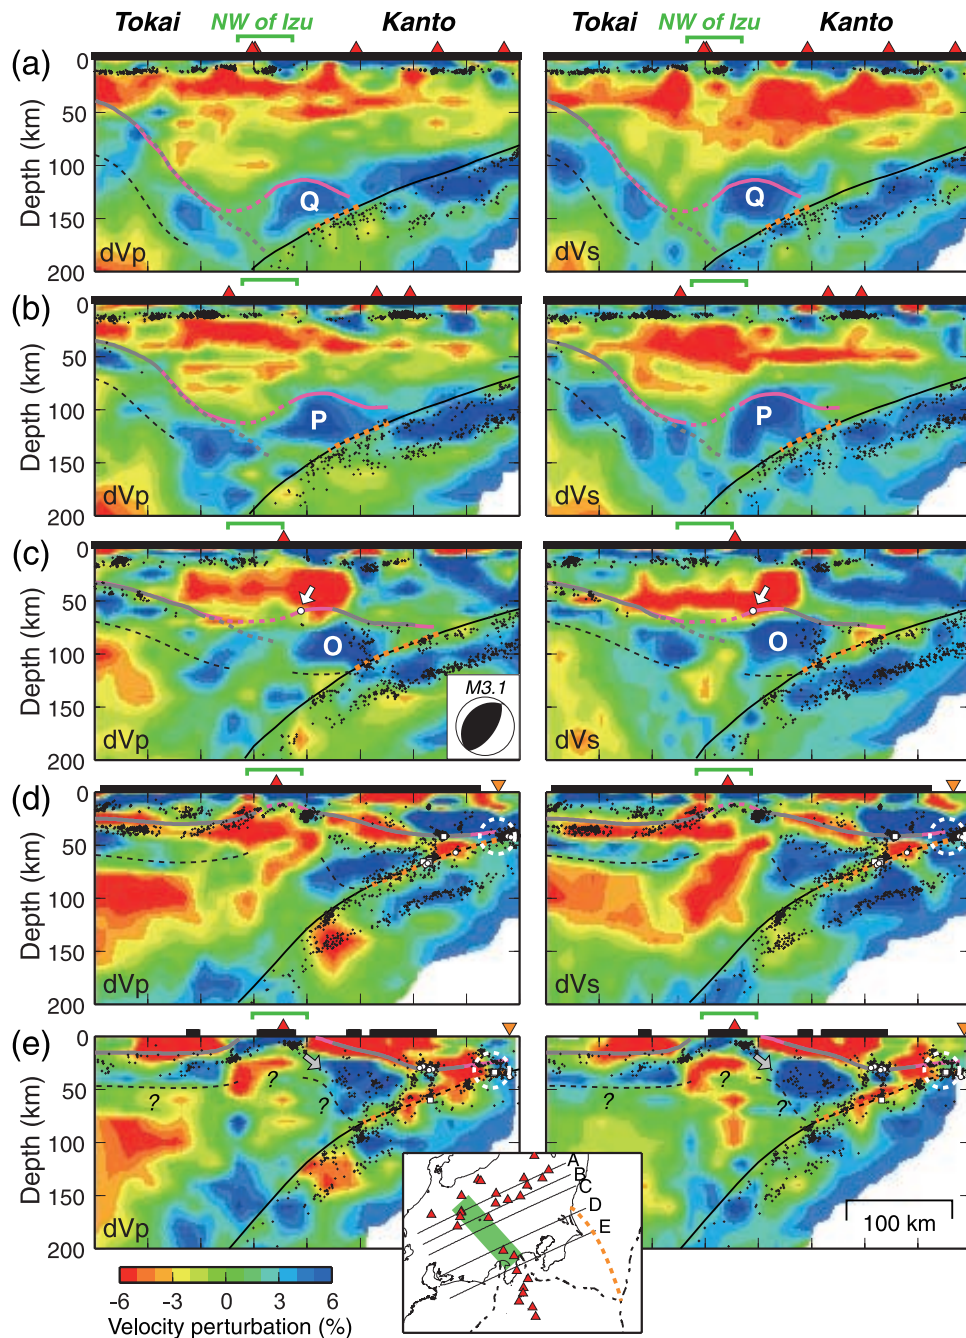 Tokai NW of Izu Kanto Tokai NW of Izu Kanto
(a)
0
50
100
150
200
Depth (km)
Q
dVp
Q
dVs
(b)
0
50
100
150
200
Depth (km)
P
dVp
P
dVs
(c)
0
50
100
150
200
Depth (km)
O
dVp
M3.1
O
dVs
(d)
0
50
100
150
200
Depth (km)
dVp
dVs
(e)
0
50
100
150
200
Depth (km)
? ? ?
dVp
? ? ?
100 km
A
B
C
D
E
-6 -3 0 3 6
Velocity perturbation (%)